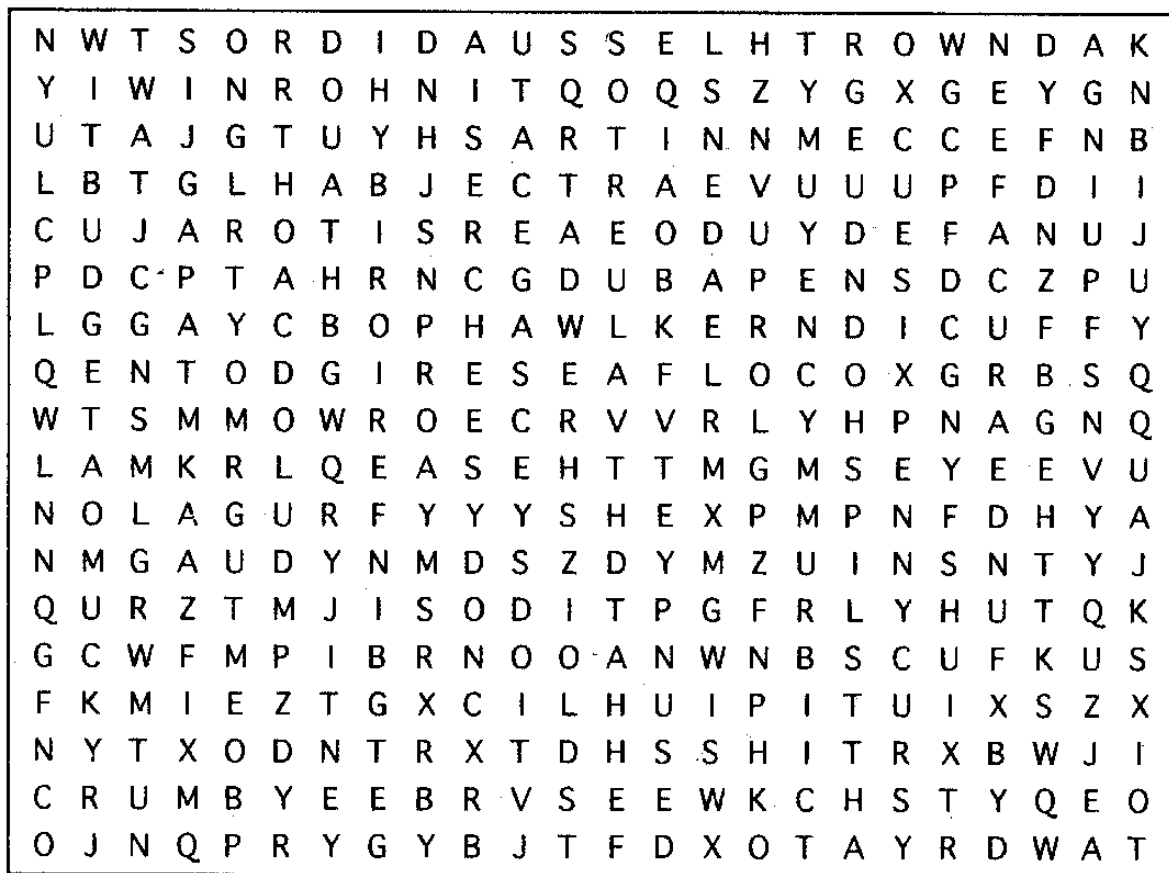 N W T S O R D I D A U S S E L H T R O W N D A K
Y I W I N R O H N I T Q O Q S Z Y G X G E Y G N
U T A J G T U Y H S A R T I N N M E C C E F N B
L B T G L H A B J E C T R A E V U U U P F D I I
C U J A R O T I S R E A E O D U Y D E F A N U J
P D C P T A H R N C G D U B A P E N S D C Z P U
L G G A Y C B O P H A W L K E R N D I C U F F Y
Q E N T O D G I R E S E A F L O C O X G R B S Q
W T S M M O W R O E C R V V R L Y H P N A G N Q
L A M K R L Q E A S E H T T M G M S E Y E E V U
N O L A G U R F Y Y Y S H E X P M P N F D H Y A
N M G A U D Y N M D S Z D Y M Z U I N S N T Y J
Q U R Z T M J I S O D I T P G F R L Y H U T Q K
G C W F M P I B R N O O A N W N B S C U F K U S
F K M I E Z T G X C I L H U I P I T U I X S Z X
N Y T X O D N T R X T D H S S H I T R X B W J I
C R U M B Y E E B R V S E E W K C H S T Y Q E O
O J N Q P R Y G Y B J T F D X O T A Y R D W A T